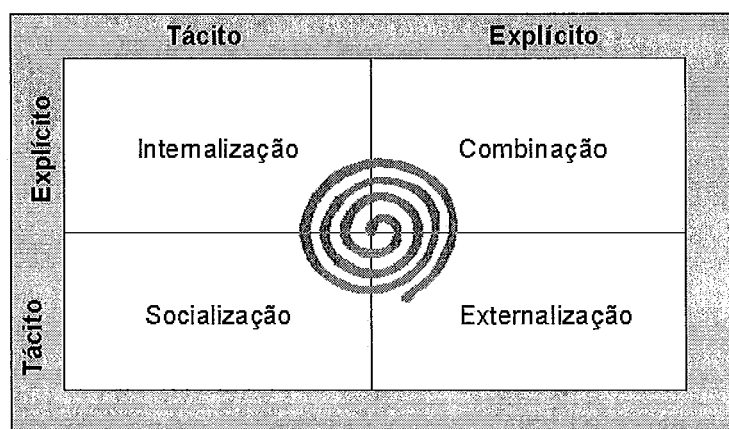 Tácito Explícito
Explícito
Internalização Combinação
Tácito
Socialização Externalização